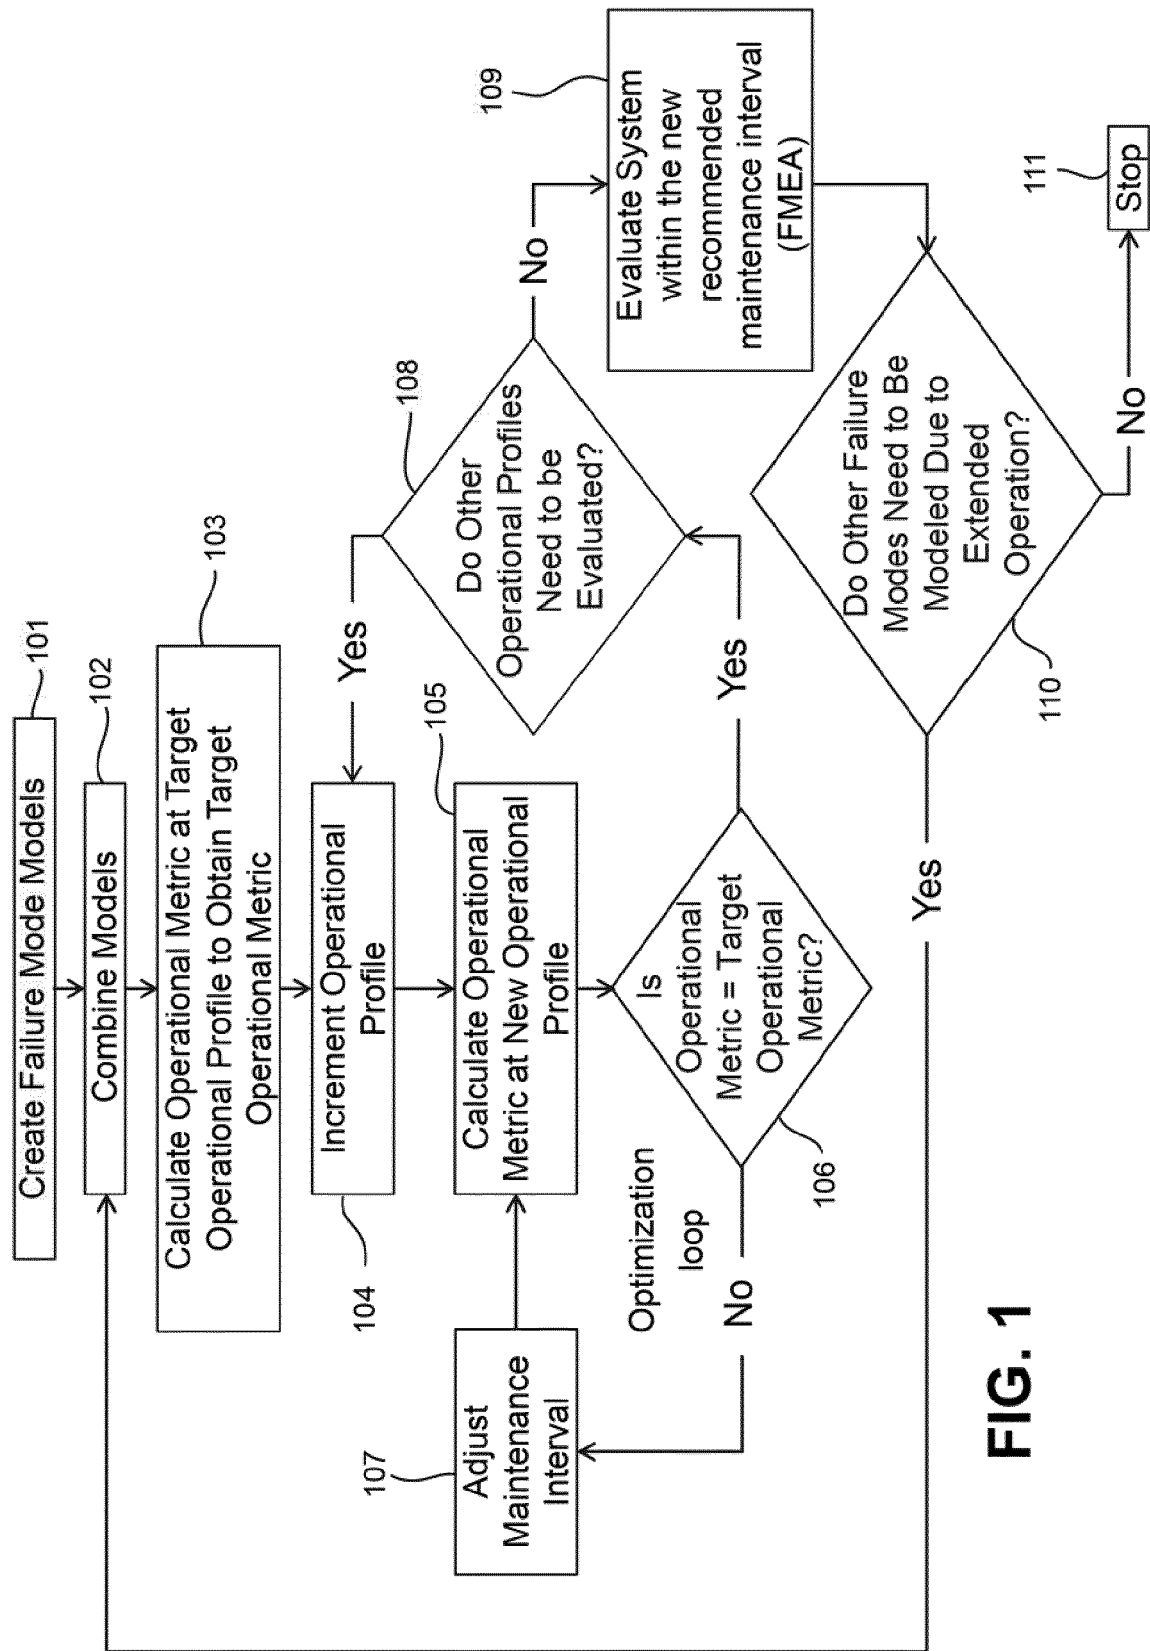 Create Failure Mode Models
101
Combine Models
102
Calculate Operational Metric at Target
Operational Profile to Obtain Target
Operational Metric
103
Increment Operational
Profile
104
Yes
Calculate Operational
Metric at New Operational
Profile
105
Adjust
Maintenance
Interval
107
Optimization
loop
No
Is
Operational
Metric = Target
Operational
Metric?
106
Yes
Do Other
Operational Profiles
Need to be
Evaluated?
108
No
Evaluate System
within the new
recommended
maintenance interval
(FMEA)
109
Do Other Failure
Modes Need to Be
Modeled Due to
Extended
Operation?
110
Yes
No
Stop
111
FIG. 1